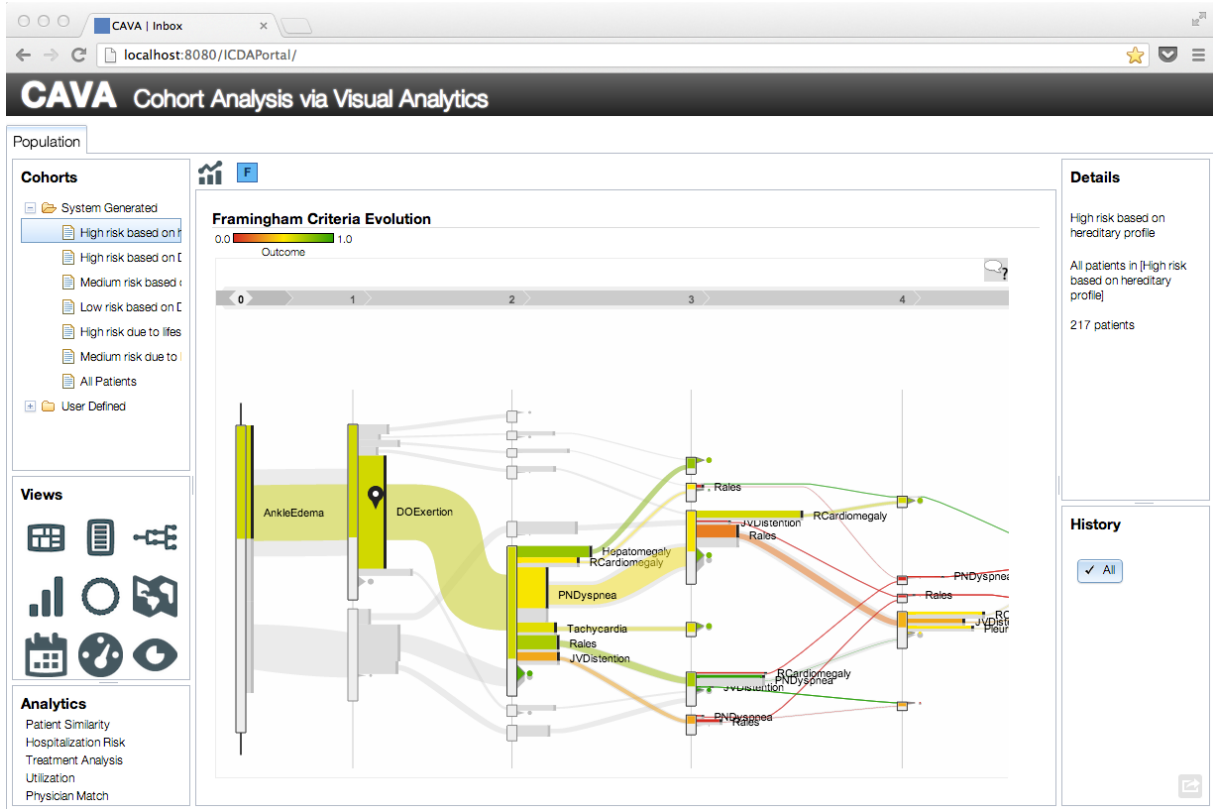 CAVA | Inbox
×
localhost:8080/ICDAPortal/
CAVA Cohort Analysis via Visual Analytics
Population
Cohorts
System Generated
High risk based on h
High risk based on D
Medium risk based
Low risk based on D
High risk due to lifes
Medium risk due to
All Patients
User Defined
Views
Analytics
Patient Similarity
Hospitalization Risk
Treatment Analysis
Utilization
Physician Match
F
Framingham Criteria Evolution
0.0 1.0
Outcome
?
0 1 2 3 4
AnkleEdema
DOExertion
Hepatomegaly
RCardiomegaly
PNDyspnea
Tachycardia
Rales
JVDistention
Rales
RCardiomegaly
JVDistention
Rales
RCardiomegaly
PNDyspnea
JVDistention
PNDyspnea
Rales
PNDyspnea
Rales
RC
JVDist
Pleur
Details
High risk based on
hereditary profile
All patients in [High risk
based on hereditary
profile]
217 patients
History
✓ All